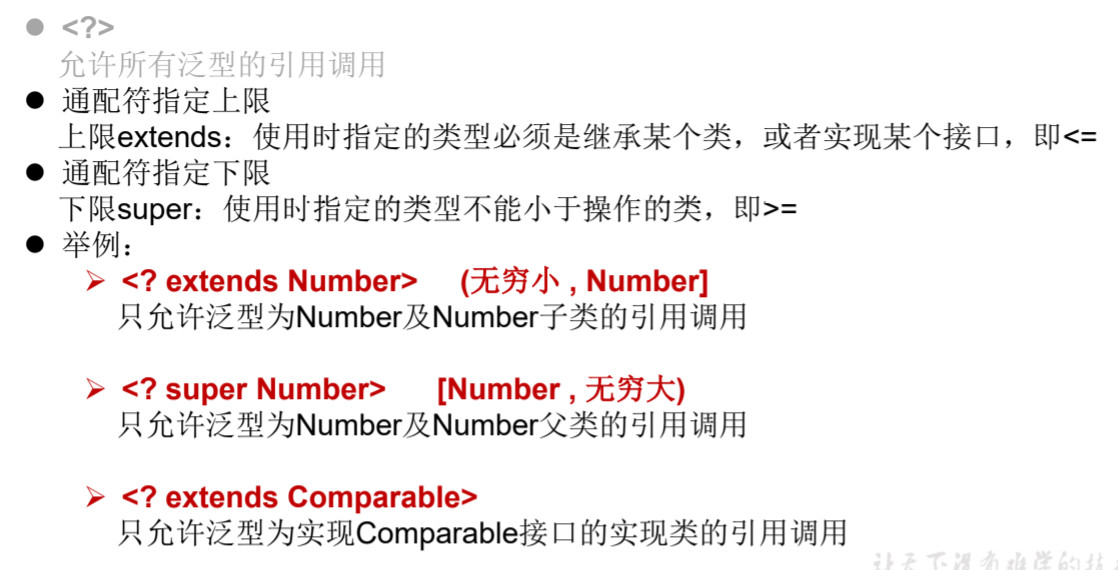 ● <?>
允许所有泛型的引用调用
● 通配符指定上限
上限extends：使用时指定的类型必须是继承某个类，或者实现某个接口，即<=
● 通配符指定下限
下限super：使用时指定的类型不能小于操作的类，即>=
● 举例：
➢ <? extends Number> (无穷小 , Number]
只允许泛型为Number及Number子类的引用调用
➢ <? super Number> [Number , 无穷大)
只允许泛型为Number及Number父类的引用调用
➢ <? extends Comparable>
只允许泛型为实现Comparable接口的实现类的引用调用
让天下没有难学的技